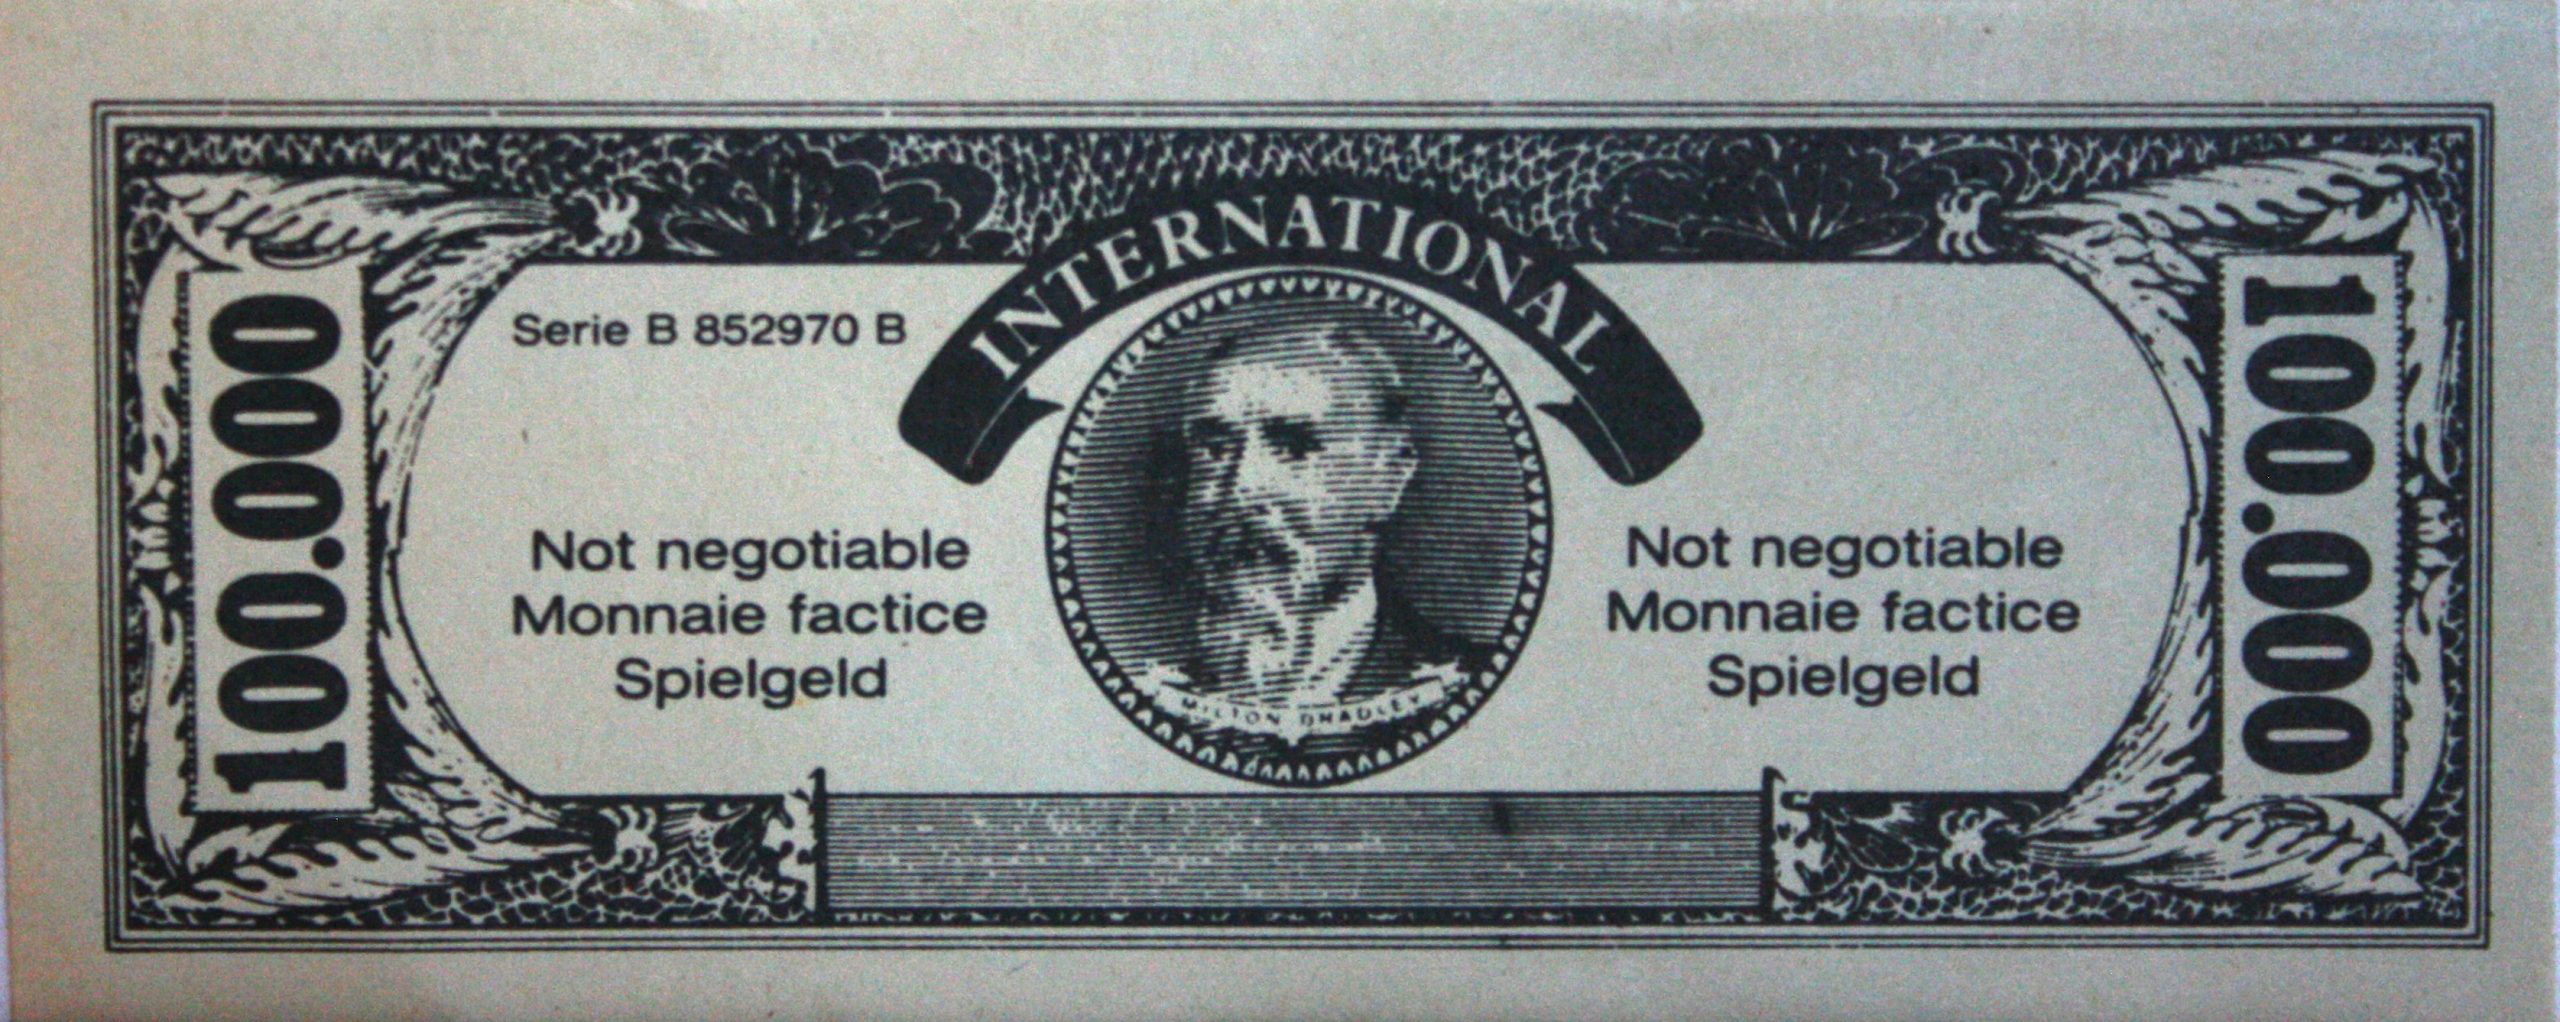 INTERNATIONAL
Serie B 852970 B
100.000
100.000
Not negotiable
Monnaie factice
Spielgeld
Not negotiable
Monnaie factice
Spielgeld
MILTON BRADLEY